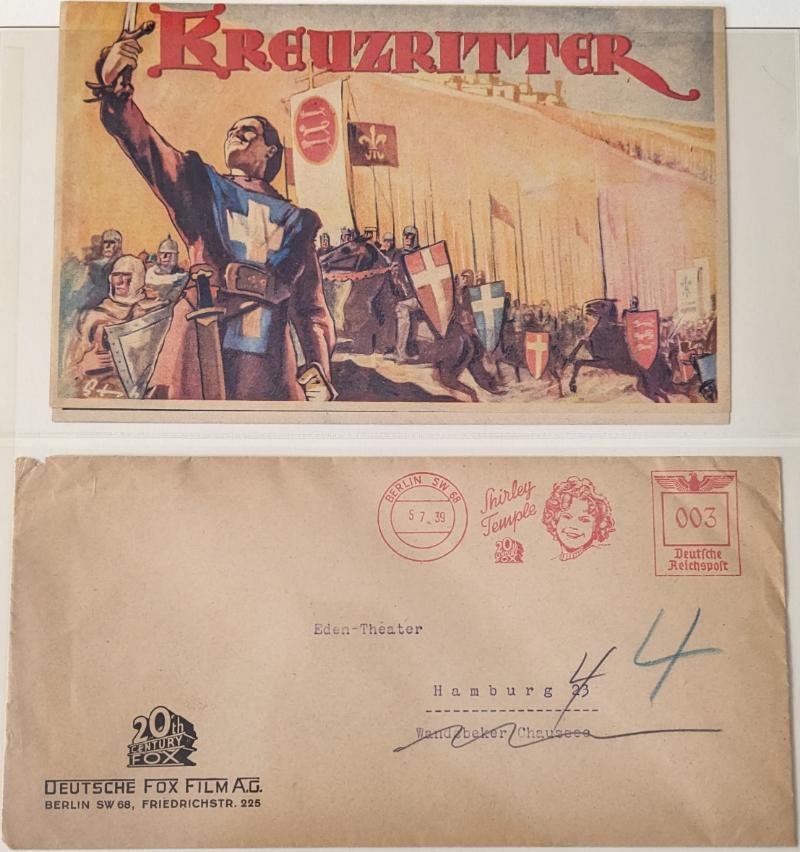 KREUZRITTER
BERLIN SW 68
5 7. 39
Shirley
Temple
20th
CENTURY
FOX
003
Deutsche
Reichspost
Eden-Theater
4
4
Hamburg 23
Wandsbeker Chaussee
20th
CENTURY
FOX
DEUTSCHE FOX FILM A.G.
BERLIN SW 68, FRIEDRICHSTR. 225